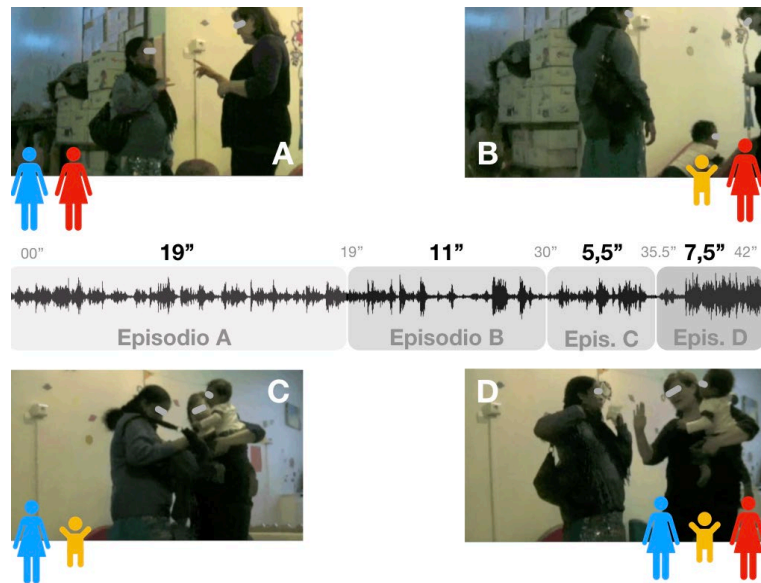 A
B
00”
19”
19”
11”
30”
5,5”
35.5”
7,5”
42”
Episodio A
Episodio B
Epis. C
Epis. D
C
D